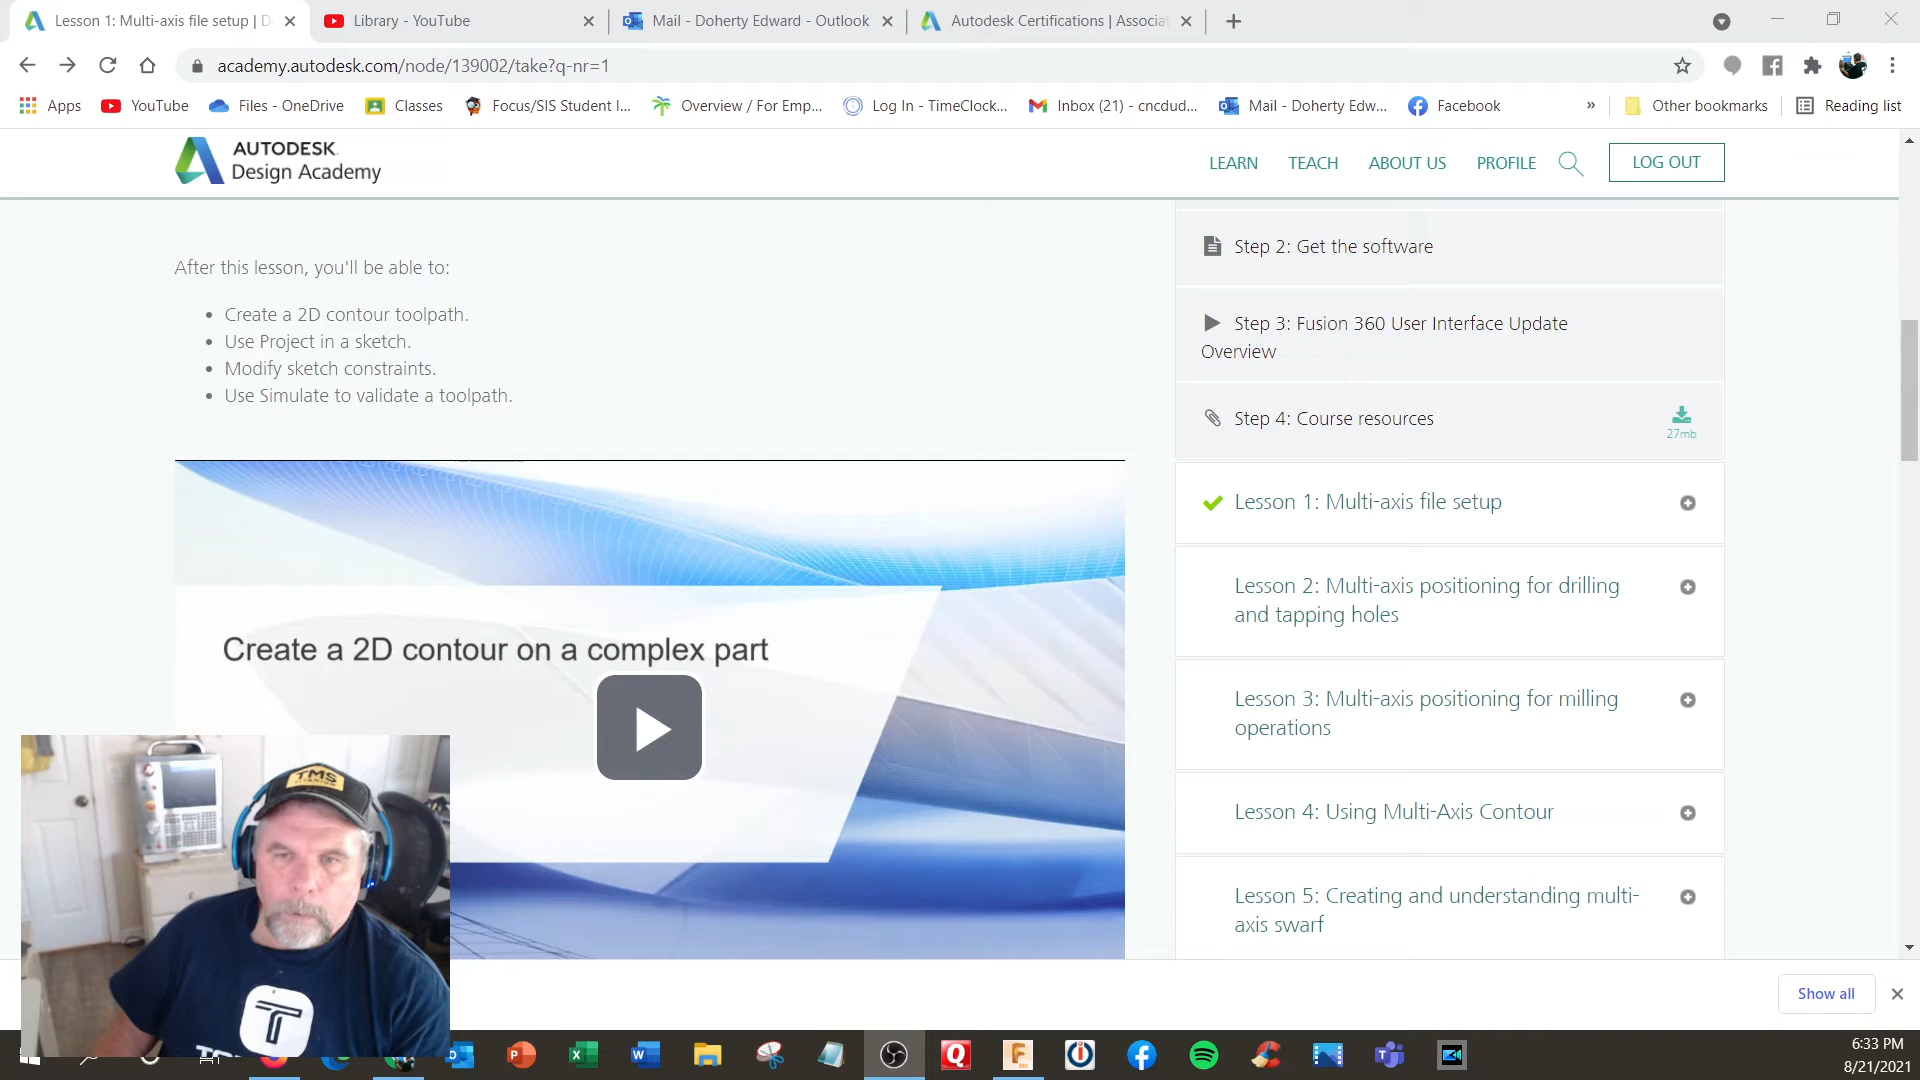 Lesson 1: Multi-axis file setup | D
Library - YouTube
Mail - Doherty Edward - Outlook
Autodesk Certifications | Associat
academy.autodesk.com/node/139002/take?q-nr=1
Apps
YouTube
Files - OneDrive
Classes
Focus/SIS Student I...
Overview / For Emp...
Log In - TimeClock...
Inbox (21) - cncdud...
Mail - Doherty Edw...
Facebook
»
Other bookmarks
Reading list
AUTODESK
Design Academy
LEARN
TEACH
ABOUT US
PROFILE
LOG OUT
After this lesson, you'll be able to:
• Create a 2D contour toolpath.
• Use Project in a sketch.
• Modify sketch constraints.
• Use Simulate to validate a toolpath.
Create a 2D contour on a complex part
Step 2: Get the software
Step 3: Fusion 360 User Interface Update
Overview
Step 4: Course resources
27mb
Lesson 1: Multi-axis file setup
Lesson 2: Multi-axis positioning for drilling
and tapping holes
Lesson 3: Multi-axis positioning for milling
operations
Lesson 4: Using Multi-Axis Contour
Lesson 5: Creating and understanding multi-
axis swarf
TMS
TITANIUM
T
Show all
6:33 PM
8/21/2021